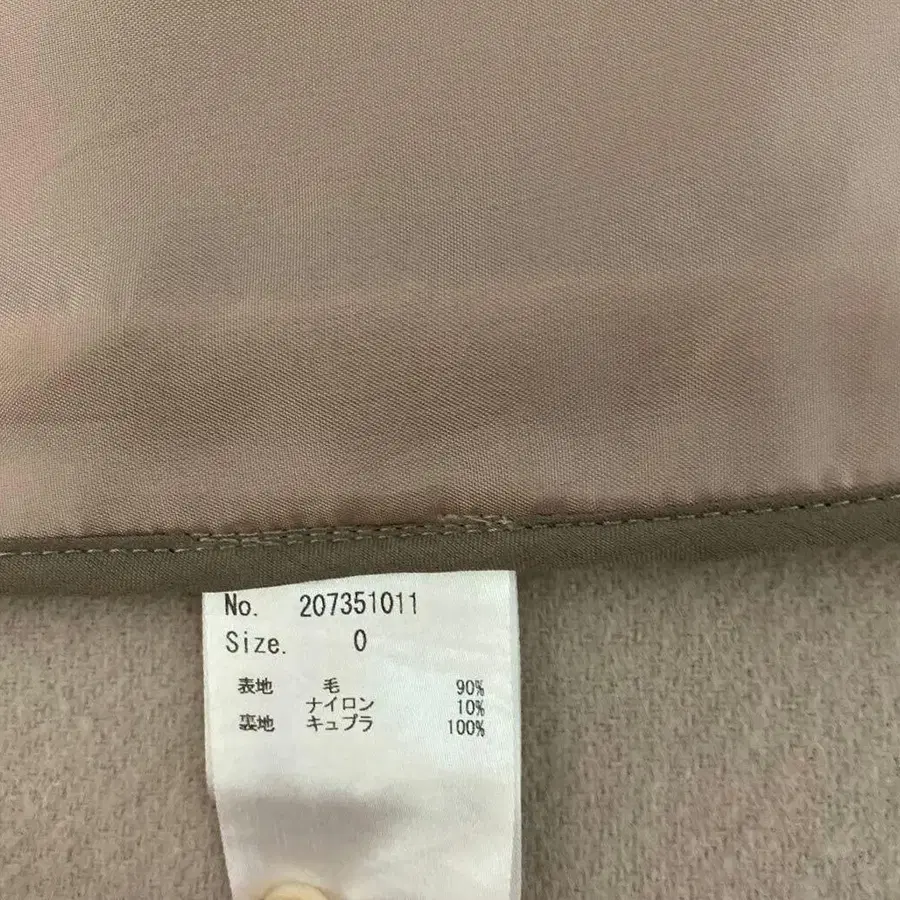 No. 207351011
Size. 0
表地 毛 90%
ナイロン 10%
裏地 キュプラ 100%